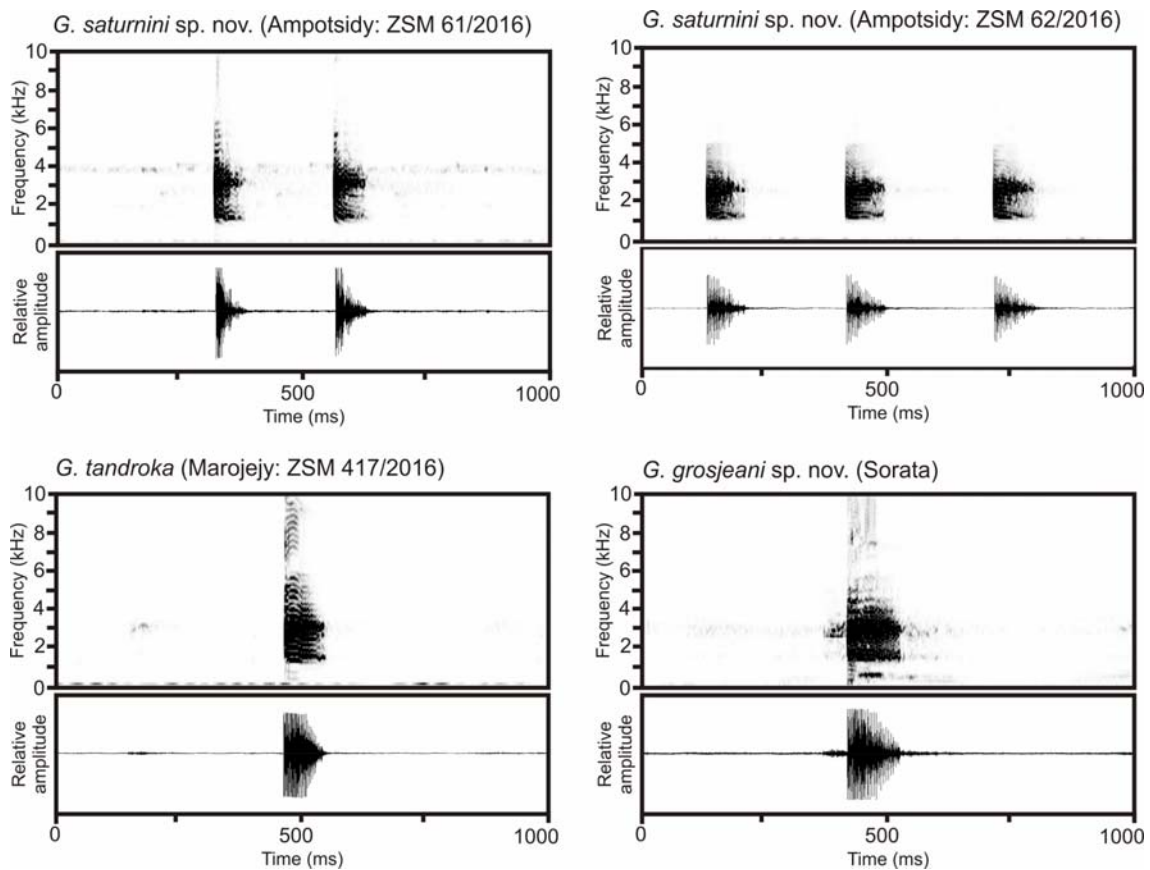 G. saturnini sp. nov. (Ampotsidy: ZSM 61/2016)
Frequency (kHz)
10
8
6
4
2
0
Relative
amplitude
0
500
1000
Time (ms)
G. saturnini sp. nov. (Ampotsidy: ZSM 62/2016)
Frequency (kHz)
10
8
6
4
2
0
Relative
amplitude
0
500
1000
Time (ms)
G. tandroka (Marojejy: ZSM 417/2016)
Frequency (kHz)
10
8
6
4
2
0
Relative
amplitude
0
500
1000
Time (ms)
G. grosjeani sp. nov. (Sorata)
Frequency (kHz)
10
8
6
4
2
0
Relative
amplitude
0
500
1000
Time (ms)